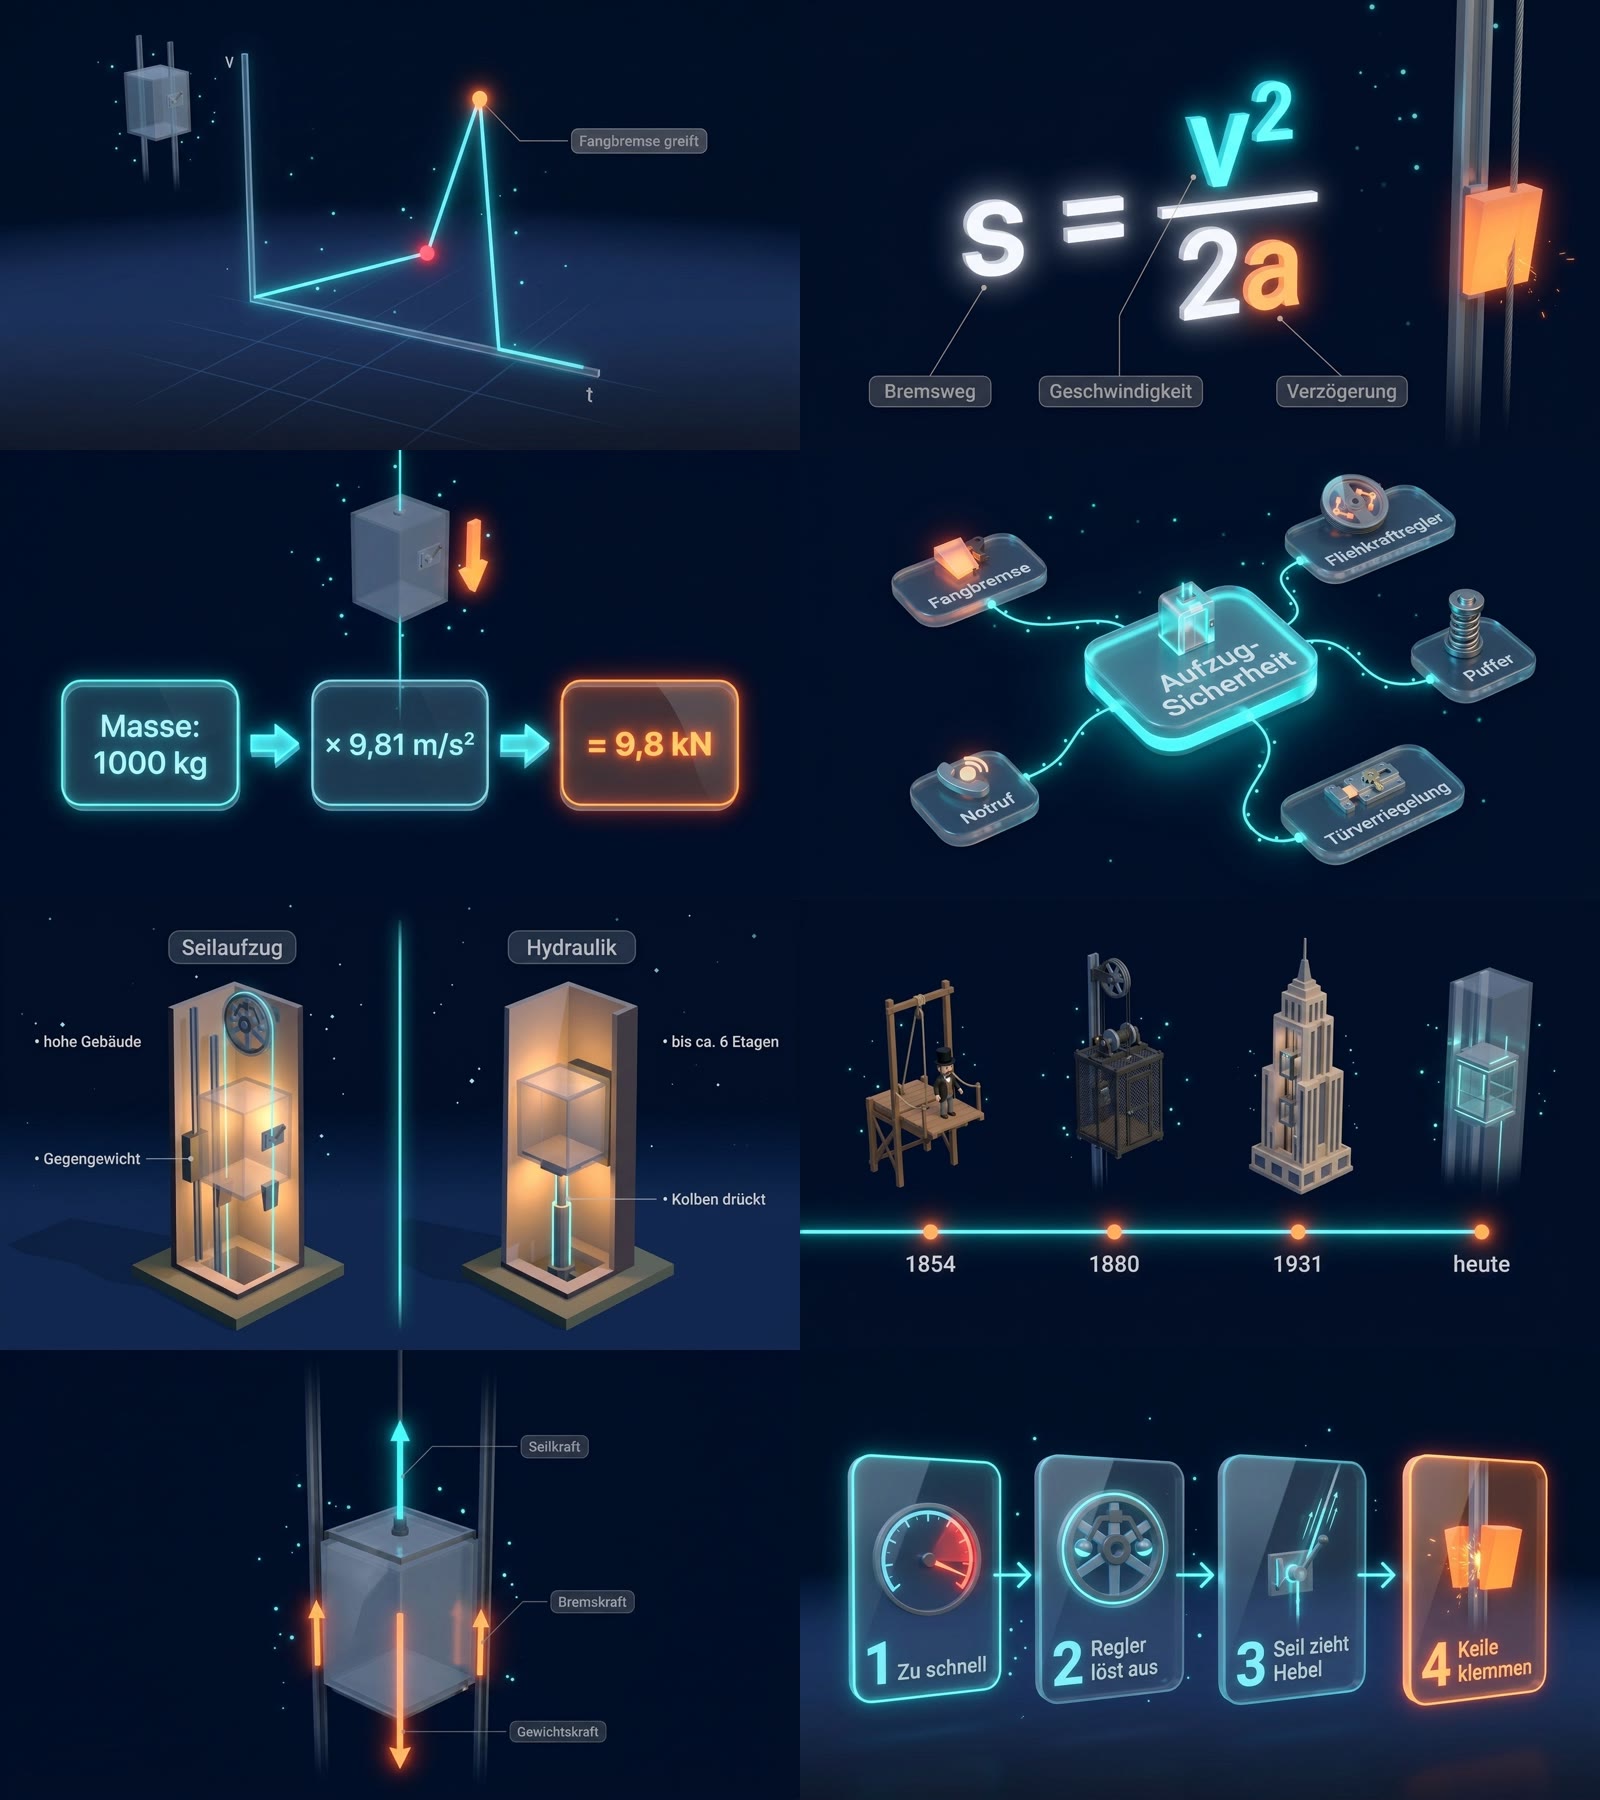 v
Fangbremse greift
t
s = v² / 2a
Bremsweg
Geschwindigkeit
Verzögerung
Masse:
1000 kg
× 9,81 m/s²
= 9,8 kN
Fangbremse
Fliehkraftregler
Aufzug-
Sicherheit
Puffer
Notruf
Türverriegelung
Seilaufzug
• hohe Gebäude
• Gegengewicht
Hydraulik
• bis ca. 6 Etagen
• Kolben drückt
1854
1880
1931
heute
Seilkraft
Bremskraft
Gewichtskraft
1 Zu schnell
2 Regler
löst aus
3 Seil zieht
Hebel
4 Keile
klemmen